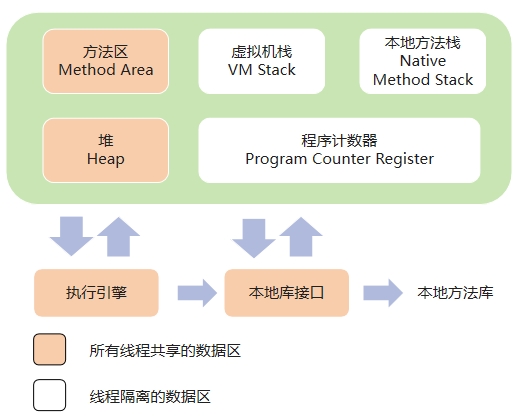 方法区
Method Area
虚拟机栈
VM Stack
本地方法栈
Native
Method Stack
堆
Heap
程序计数器
Program Counter Register
执行引擎
本地库接口
本地方法库
所有线程共享的数据区
线程隔离的数据区